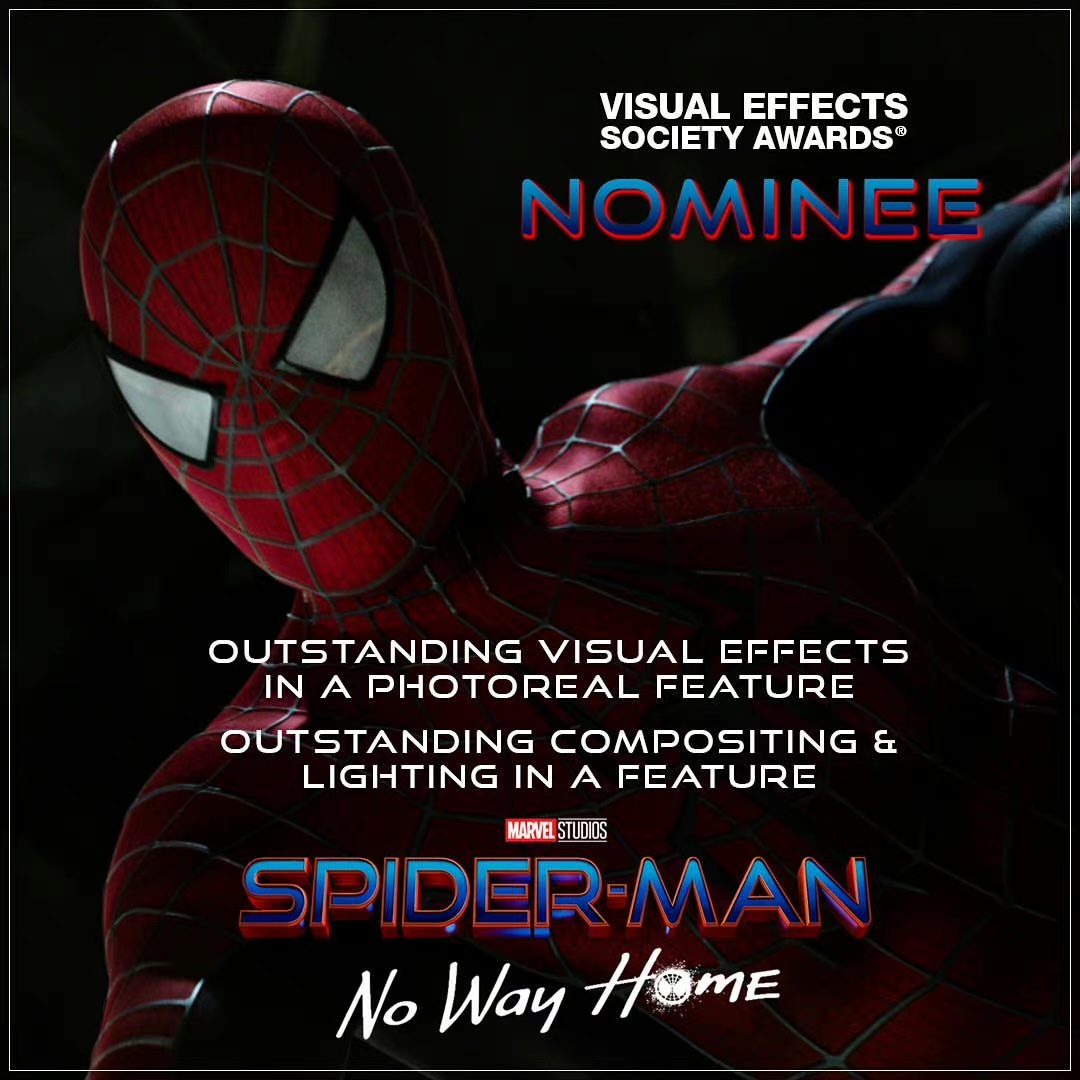 VISUAL EFFECTS
SOCIETY AWARDS®
NOMINEE
OUTSTANDING VISUAL EFFECTS
IN A PHOTOREAL FEATURE
OUTSTANDING COMPOSITING &
LIGHTING IN A FEATURE
MARVEL STUDIOS
SPIDER-MAN
No Way HomE